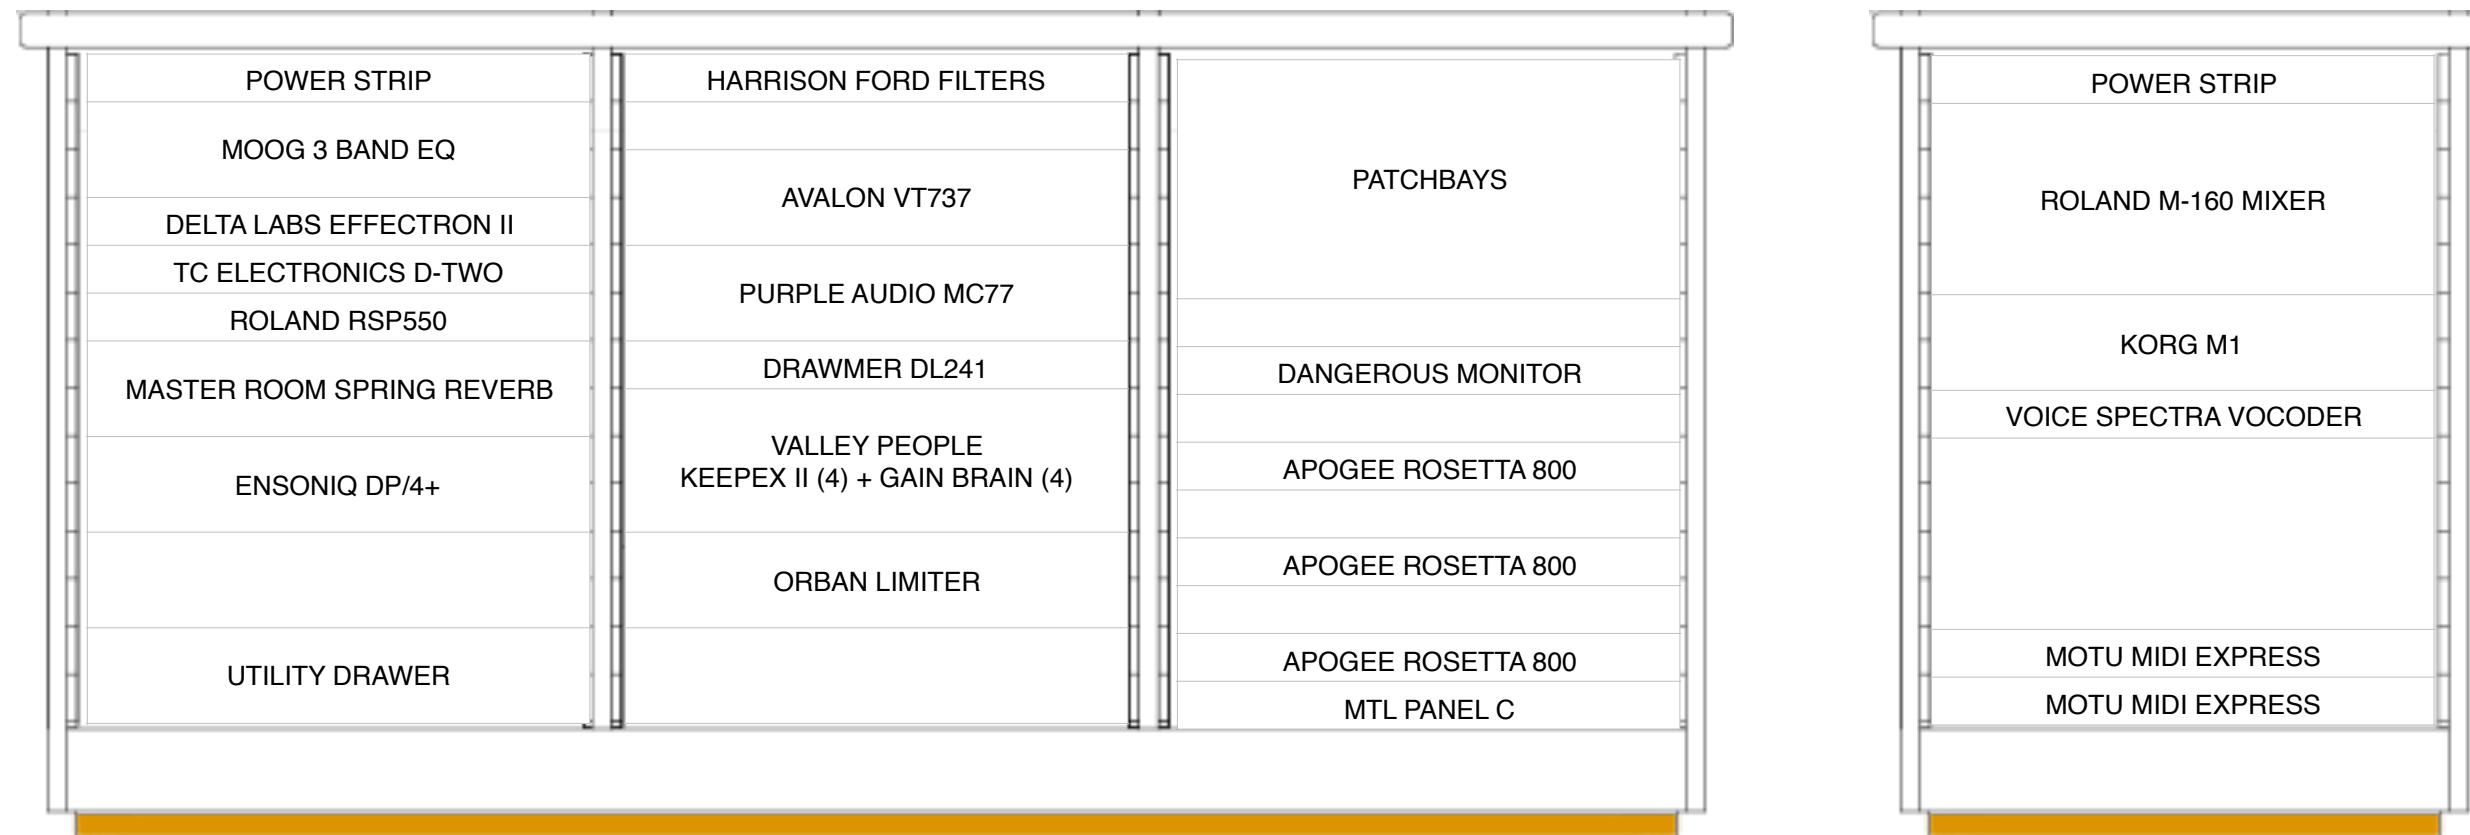 POWER STRIP
MOOG 3 BAND EQ
DELTA LABS EFFECTRON II
TC ELECTRONICS D-TWO
ROLAND RSP550
MASTER ROOM SPRING REVERB
ENSONIQ DP/4+
UTILITY DRAWER
HARRISON FORD FILTERS
AVALON VT737
PURPLE AUDIO MC77
DRAWMER DL241
VALLEY PEOPLE
KEEPEX II (4) + GAIN BRAIN (4)
ORBAN LIMITER
PATCHBAYS
DANGEROUS MONITOR
APOGEE ROSETTA 800
APOGEE ROSETTA 800
APOGEE ROSETTA 800
MTL PANEL C
POWER STRIP
ROLAND M-160 MIXER
KORG M1
VOICE SPECTRA VOCODER
MOTU MIDI EXPRESS
MOTU MIDI EXPRESS